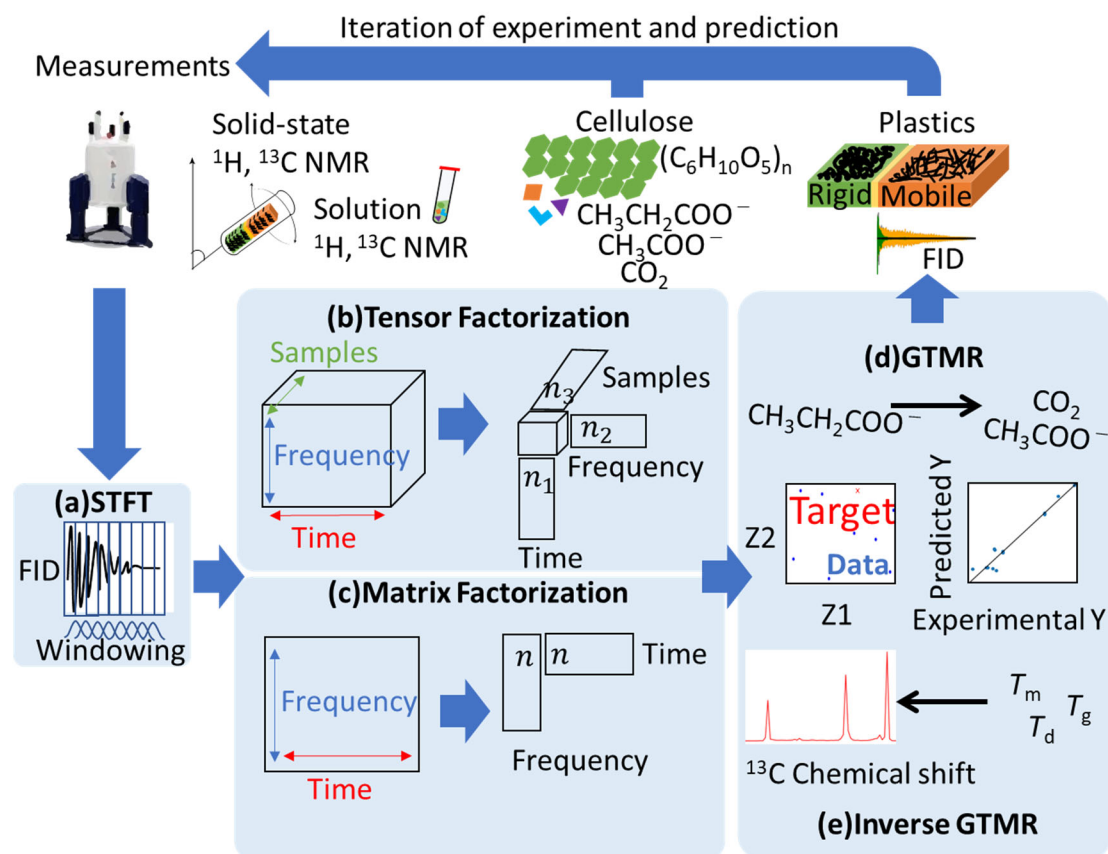 Iteration of experiment and prediction
Measurements
Solid-state
¹H, ¹³C NMR
Solution
¹H, ¹³C NMR
Cellulose
(C₆H₁₀O₅)ₙ
CH₃CH₂COO⁻
CH₃COO⁻
CO₂
Plastics
Rigid
Mobile
FID
(a)STFT
FID
Windowing
(b)Tensor Factorization
Samples
Frequency
Time
n₃
Samples
n₂
Frequency
n₁
Time
(c)Matrix Factorization
Frequency
Time
n
n
Time
Frequency
(d)GTMR
CH₃CH₂COO⁻
CO₂
CH₃COO⁻
Target
Data
Z2
Z1
Predicted Y
Experimental Y
¹³C Chemical shift
Tₘ
T_g
T_d
(e)Inverse GTMR